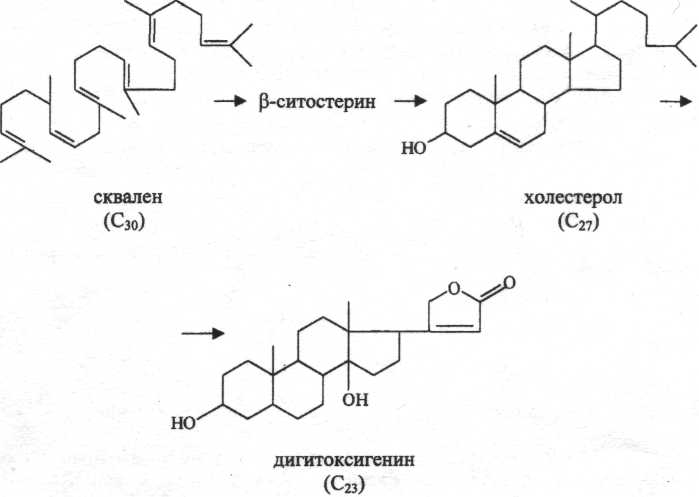 β-ситостерин
HO
сквален
(C₃₀)
холестерол
(C₂₇)
O
O
OH
HO
дигитоксигенин
(C₂₃)